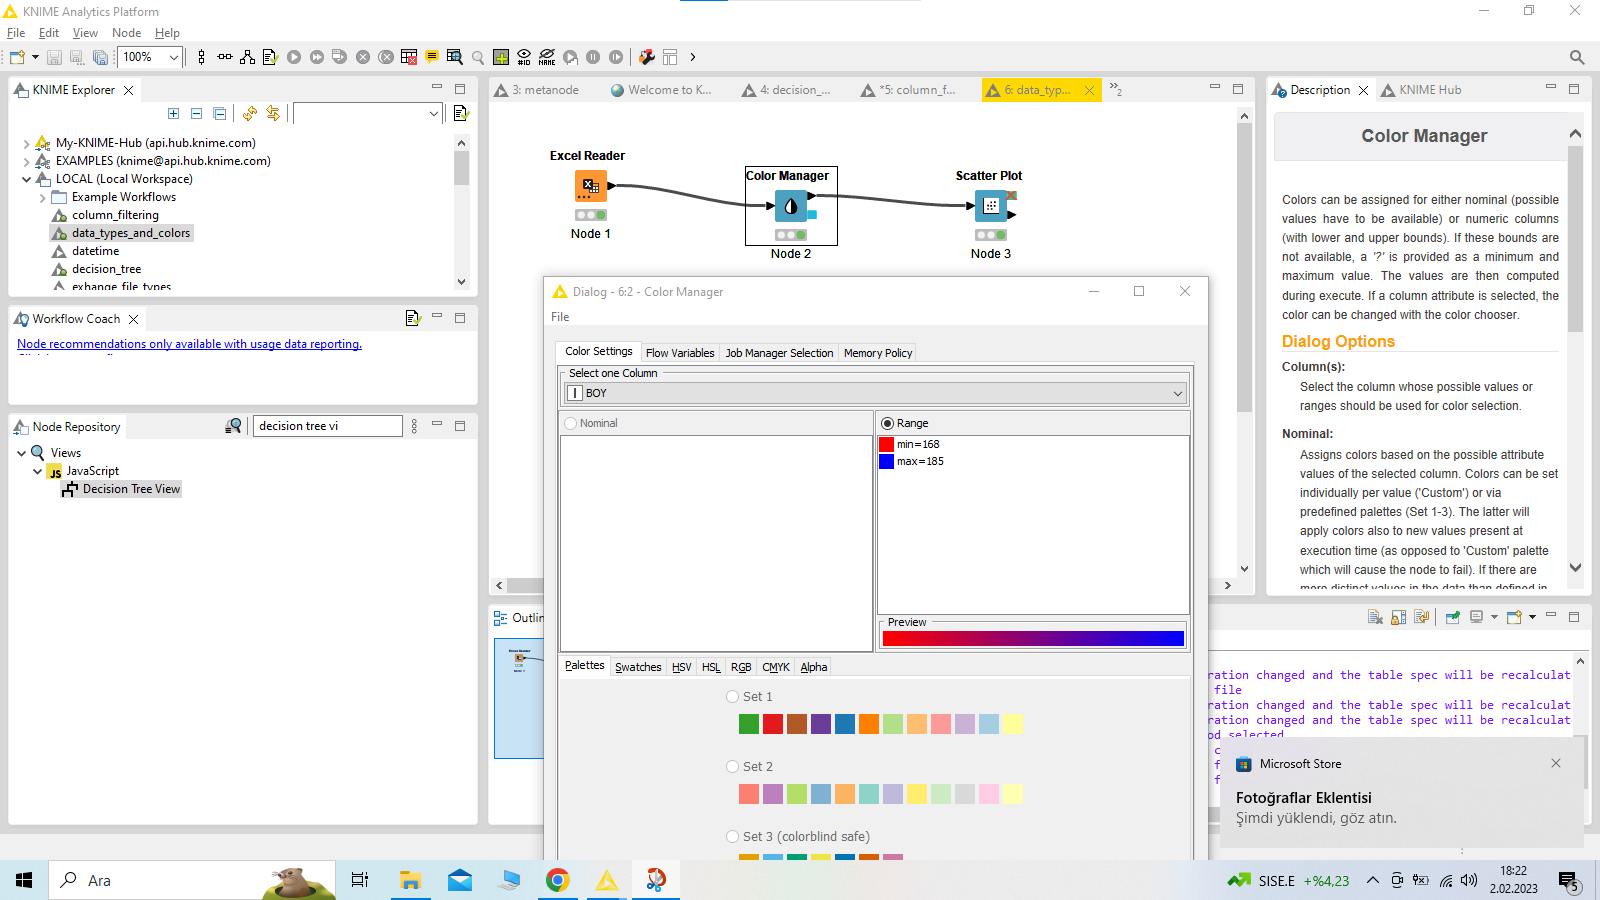 KNIME Analytics Platform
File Edit View Node Help
100%
#ID
NAME
KNIME Explorer
My-KNIME-Hub (api.hub.knime.com)
EXAMPLES (knime@api.hub.knime.com)
LOCAL (Local Workspace)
Example Workflows
column_filtering
data_types_and_colors
datetime
decision_tree
exhange_file_types
Workflow Coach
Node recommendations only available with usage data reporting.
Node Repository
decision tree vi
Views
JS JavaScript
Decision Tree View
3: metanode
Welcome to K...
4: decision_...
*5: column_f...
6: data_typ...
»2
Excel Reader
Node 1
Color Manager
Node 2
Scatter Plot
Node 3
Outlin
Dialog - 6:2 - Color Manager
File
Color Settings Flow Variables Job Manager Selection Memory Policy
Select one Column
I BOY
Nominal
Range
min=168
max=185
Preview
Palettes Swatches HSV HSL RGB CMYK Alpha
Set 1
Set 2
Set 3 (colorblind safe)
Description
KNIME Hub
Color Manager
Colors can be assigned for either nominal (possible
values have to be available) or numeric columns
(with lower and upper bounds). If these bounds are
not available, a '?' is provided as a minimum and
maximum value. The values are then computed
during execute. If a column attribute is selected, the
color can be changed with the color chooser.
Dialog Options
Column(s):
Select the column whose possible values or
ranges should be used for color selection.
Nominal:
Assigns colors based on the possible attribute
values of the selected column. Colors can be set
individually per value ('Custom') or via
predefined palettes (Set 1-3). The latter will
apply colors also to new values present at
execution time (as opposed to 'Custom' palette
which will cause the node to fail). If there are
more distinct values in the data than defined in
ration changed and the table spec will be recalculat
file
ration changed and the table spec will be recalculat
ration changed and the table spec will be recalculat
od selected
c
f
f
Microsoft Store
Fotoğraflar Eklentisi
Şimdi yüklendi, göz atın.
Ara
SISE.E +%4,23
18:22
2.02.2023
5